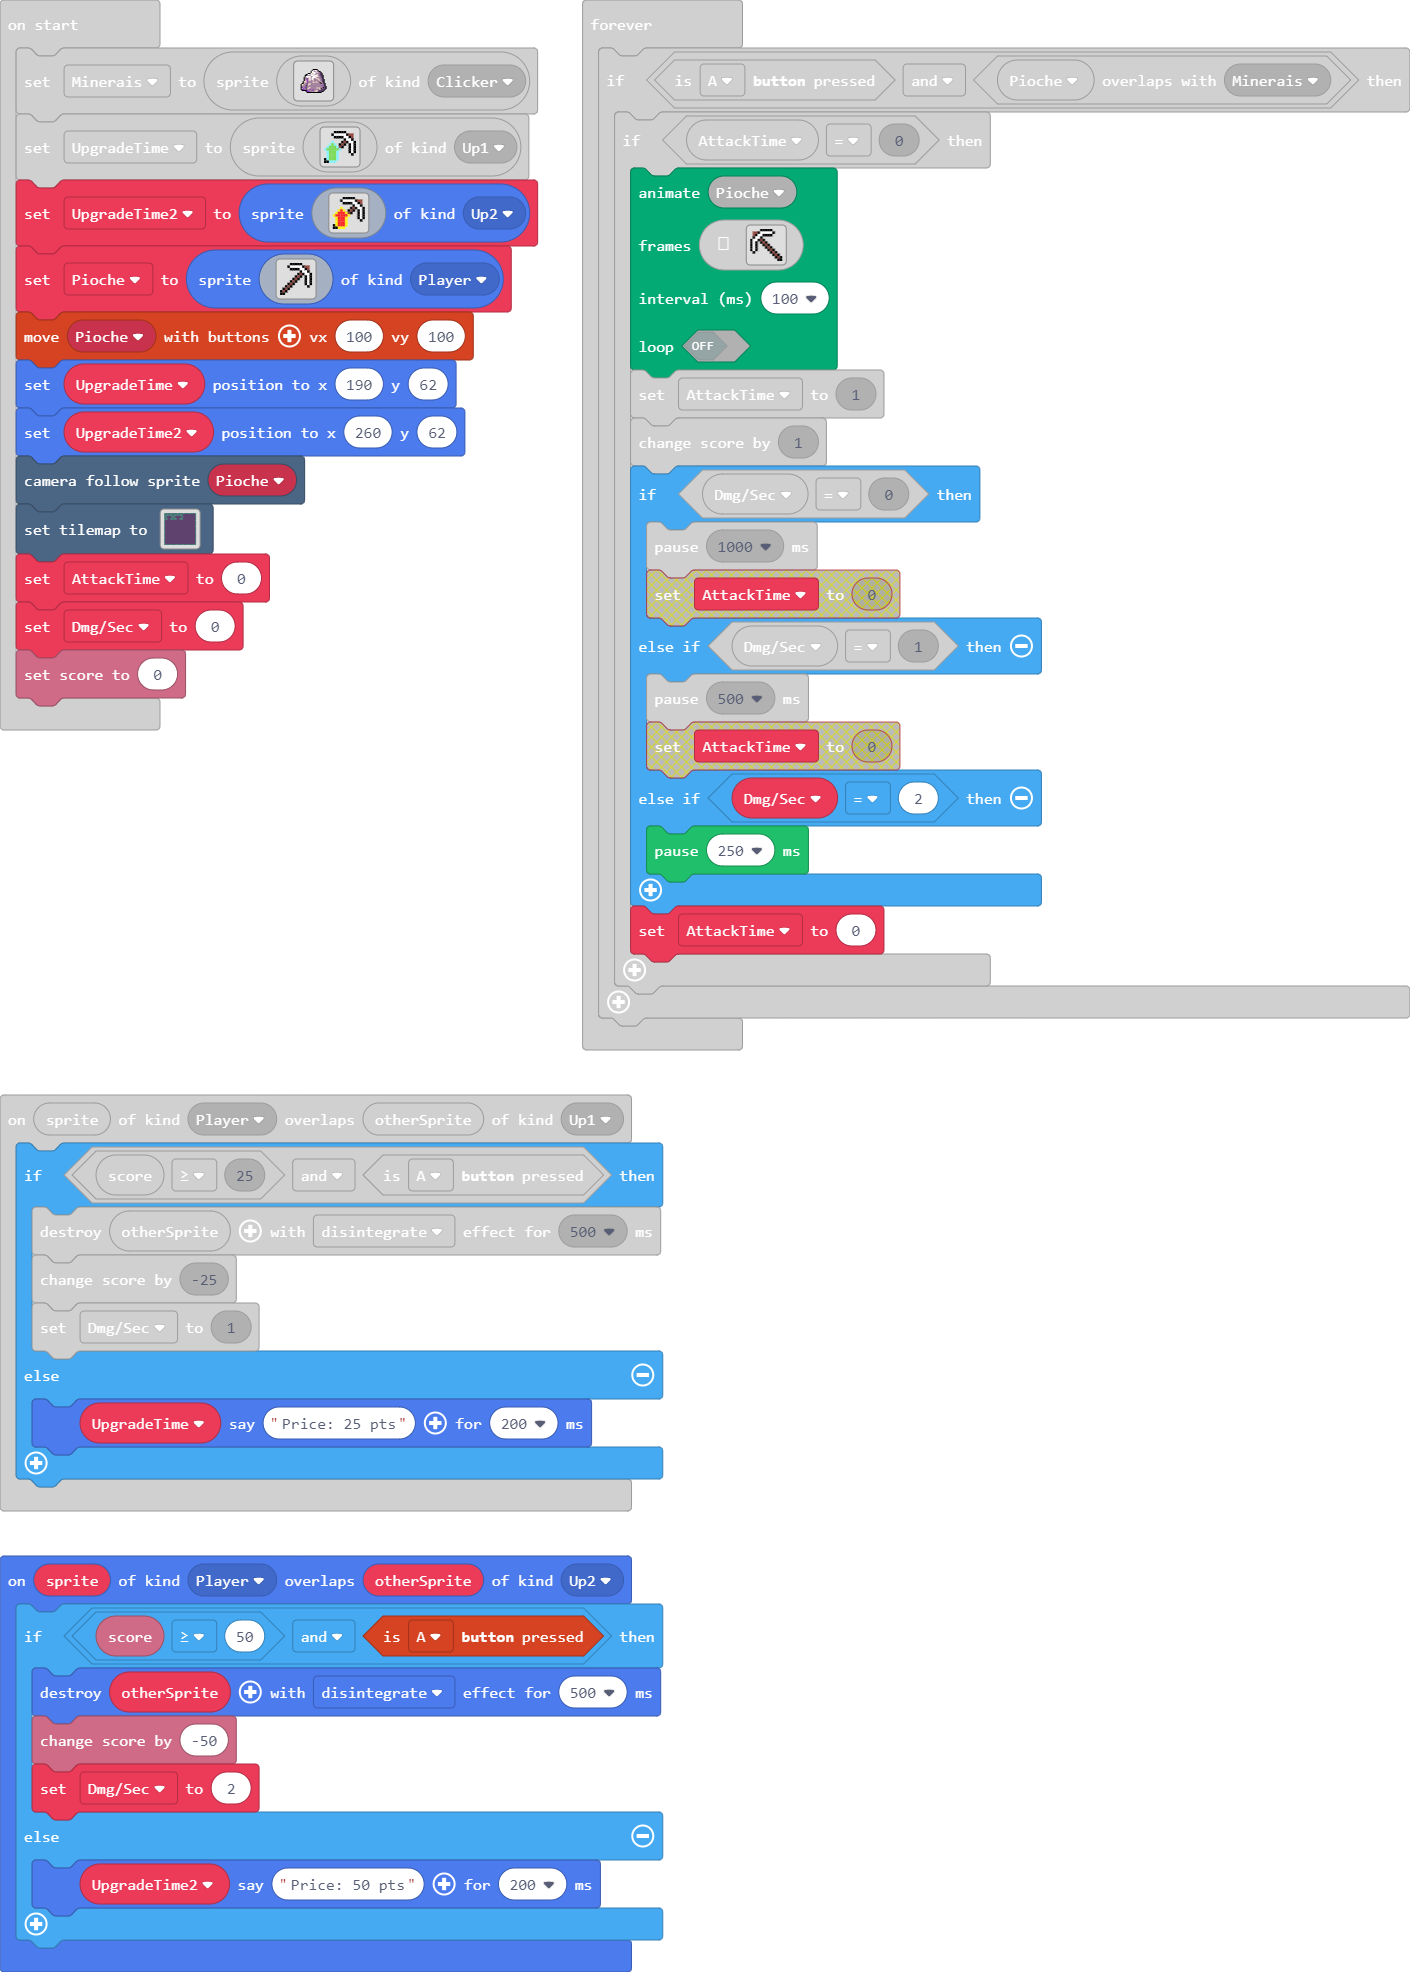 on start
set Minerais to sprite of kind Clicker
set UpgradeTime to sprite of kind Up1
set UpgradeTime2 to sprite of kind Up2
set Pioche to sprite of kind Player
move Pioche with buttons vx 100 vy 100
set UpgradeTime position to x 190 y 62
set UpgradeTime2 position to x 260 y 62
camera follow sprite Pioche
set tilemap to
set AttackTime to 0
set Dmg/Sec to 0
set score to 0
forever
if is A button pressed and Pioche overlaps with Minerais then
if AttackTime = 0 then
animate Pioche
frames
interval (ms) 100
loop OFF
set AttackTime to 1
change score by 1
if Dmg/Sec = 0 then
pause 1000 ms
set AttackTime to 0
else if Dmg/Sec = 1 then
pause 500 ms
set AttackTime to 0
else if Dmg/Sec = 2 then
pause 250 ms
set AttackTime to 0
on sprite of kind Player overlaps otherSprite of kind Up1
if score ≥ 25 and is A button pressed then
destroy otherSprite with disintegrate effect for 500 ms
change score by -25
set Dmg/Sec to 1
else
UpgradeTime say "Price: 25 pts" for 200 ms
on sprite of kind Player overlaps otherSprite of kind Up2
if score ≥ 50 and is A button pressed then
destroy otherSprite with disintegrate effect for 500 ms
change score by -50
set Dmg/Sec to 2
else
UpgradeTime2 say "Price: 50 pts" for 200 ms